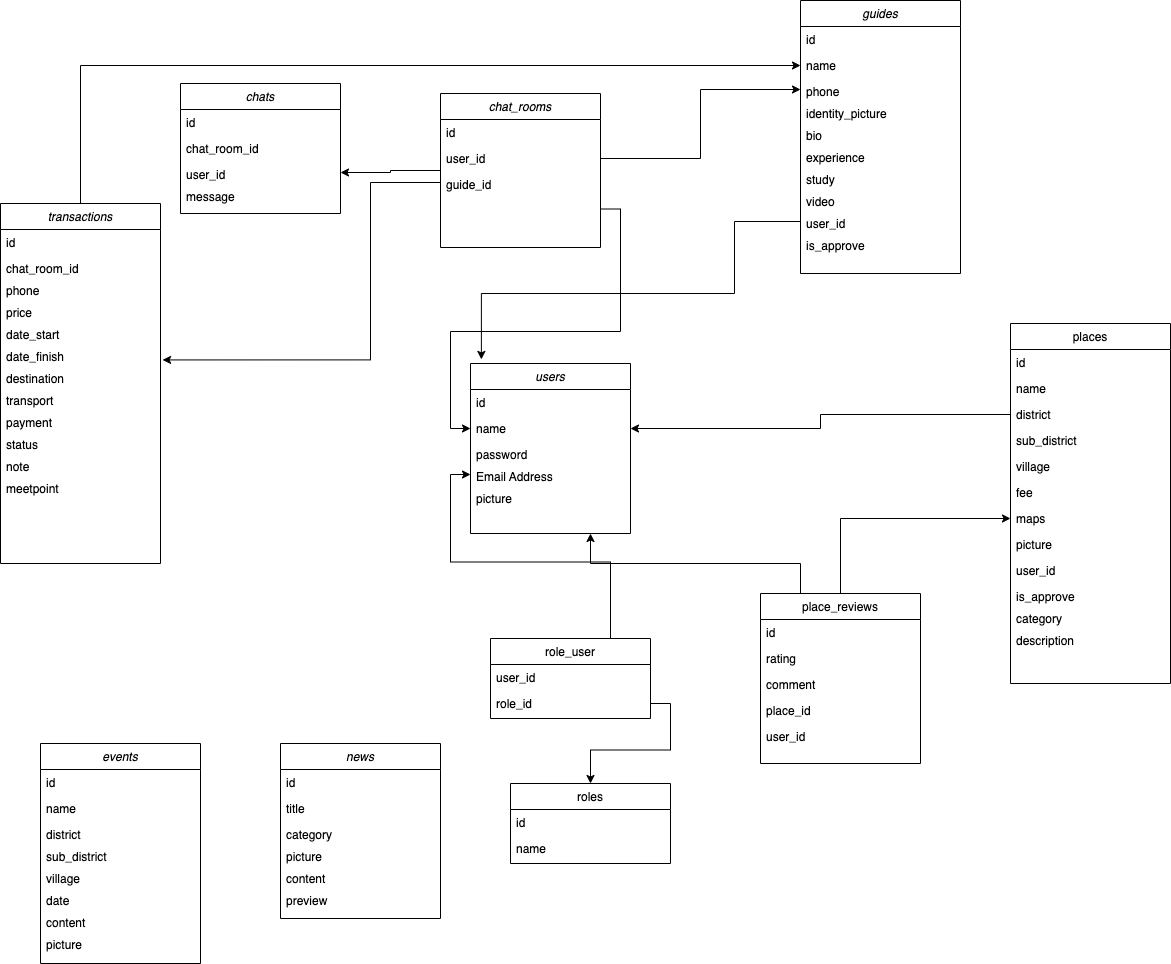 guides
id
name
phone
identity_picture
bio
experience
study
video
user_id
is_approve
chats
id
chat_room_id
user_id
message
chat_rooms
id
user_id
guide_id
transactions
id
chat_room_id
phone
price
date_start
date_finish
destination
transport
payment
status
note
meetpoint
users
id
name
password
Email Address
picture
places
id
name
district
sub_district
village
fee
maps
picture
user_id
is_approve
category
description
place_reviews
id
rating
comment
place_id
user_id
role_user
user_id
role_id
roles
id
name
events
id
name
district
sub_district
village
date
content
picture
news
id
title
category
picture
content
preview